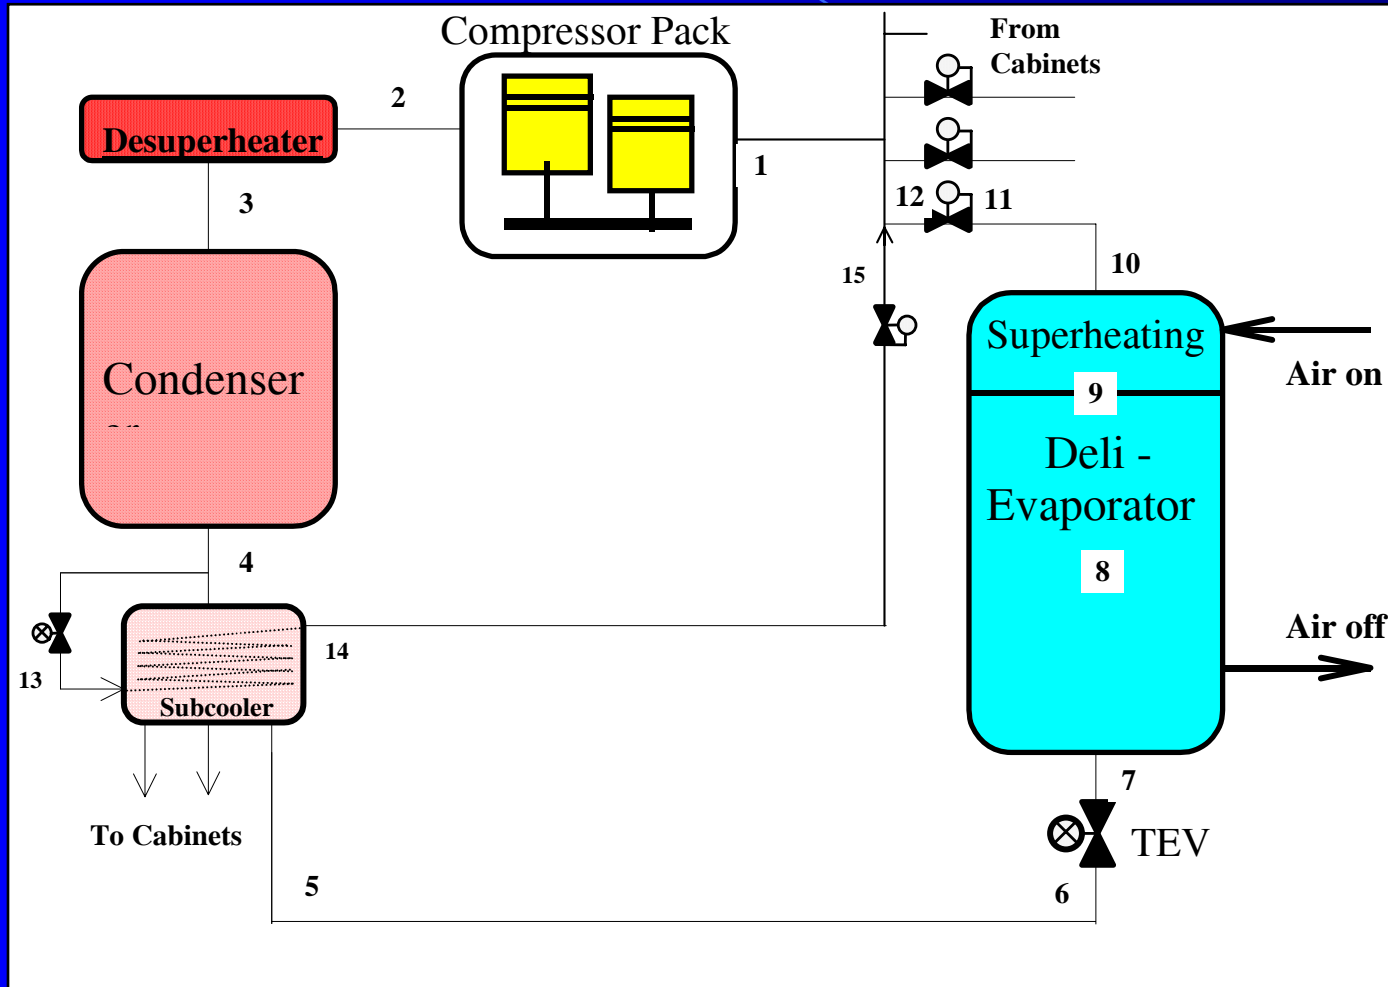 Compressor Pack
From
Cabinets
2
Desuperheater
1
3
12
11
10
15
Superheating
Air on
Condenser
9
Deli -
Evaporator
8
4
Air off
14
13
Subcooler
7
To Cabinets
TEV
5
6